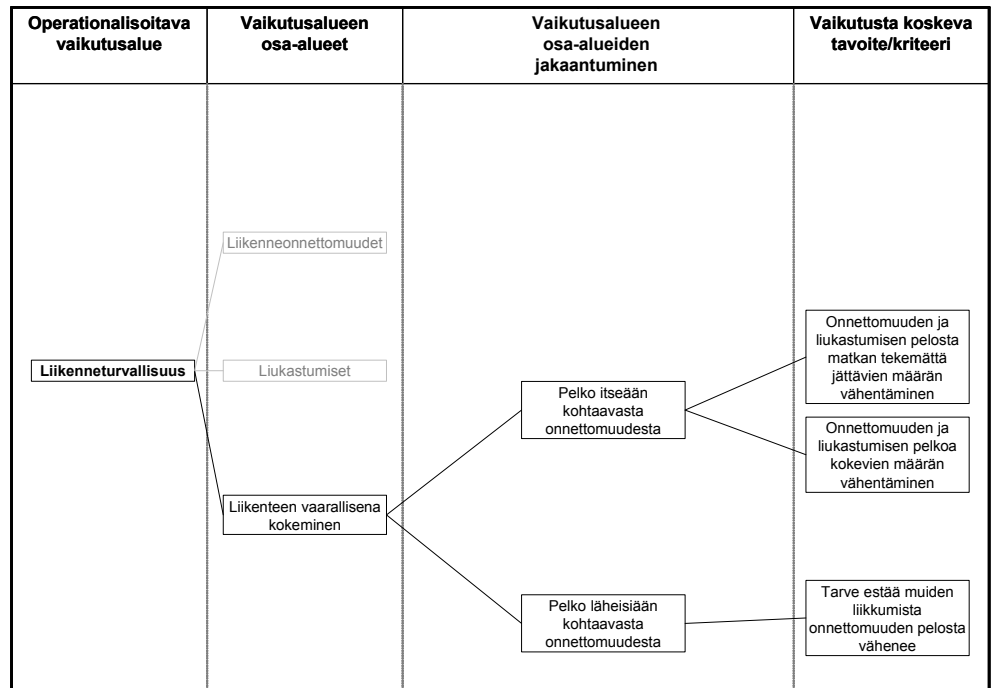 Operationalisoitava
vaikutusalue
Vaikutusalueen
osa-alueet
Vaikutusalueen
osa-alueiden
jakaantuminen
Vaikutusta koskeva
tavoite/kriteeri
Liikenneturvallisuus
Liikenneonnettomuudet
Liukastumiset
Liikenteen vaarallisena
kokeminen
Pelko itseään
kohtaavasta
onnettomuudesta
Pelko läheisiään
kohtaavasta
onnettomuudesta
Onnettomuuden ja
liukastumisen pelosta
matkan tekemättä
jättävien määrän
vähentäminen
Onnettomuuden ja
liukastumisen pelkoa
kokevien määrän
vähentäminen
Tarve estää muiden
liikkumista
onnettomuuden pelosta
vähenee